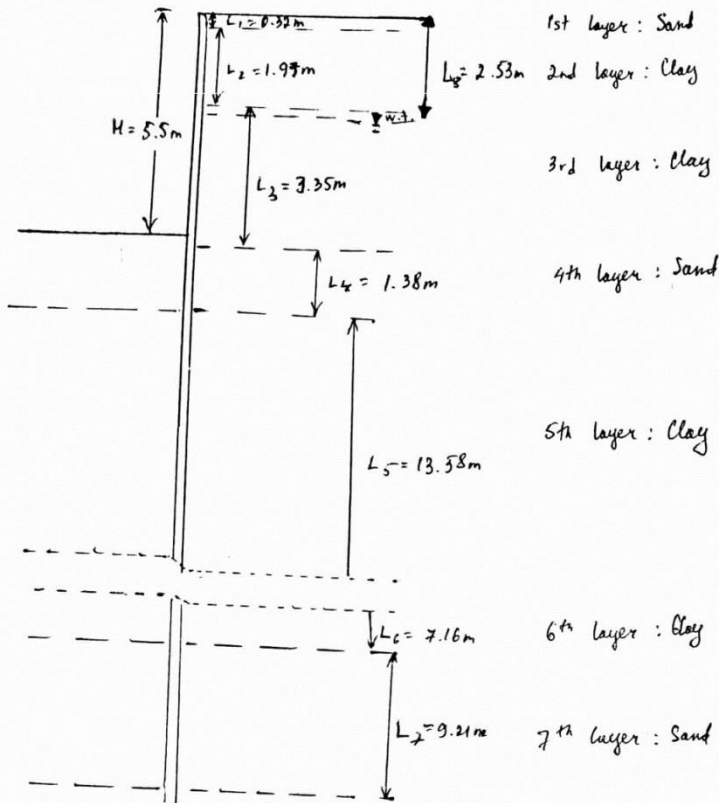 L₁ = 0.32m 1st layer : Sand
L₂ = 1.97m L₈ = 2.53m 2nd layer : Clay
w.t.
H = 5.5m
L₃ = 3.35m 3rd layer : Clay
L₄ = 1.38m 4th layer : Sand
L₅ = 13.58m 5th layer : Clay
L₆ = 7.16m 6th layer : Clay
L₇ = 9.21m 7th layer : Sand